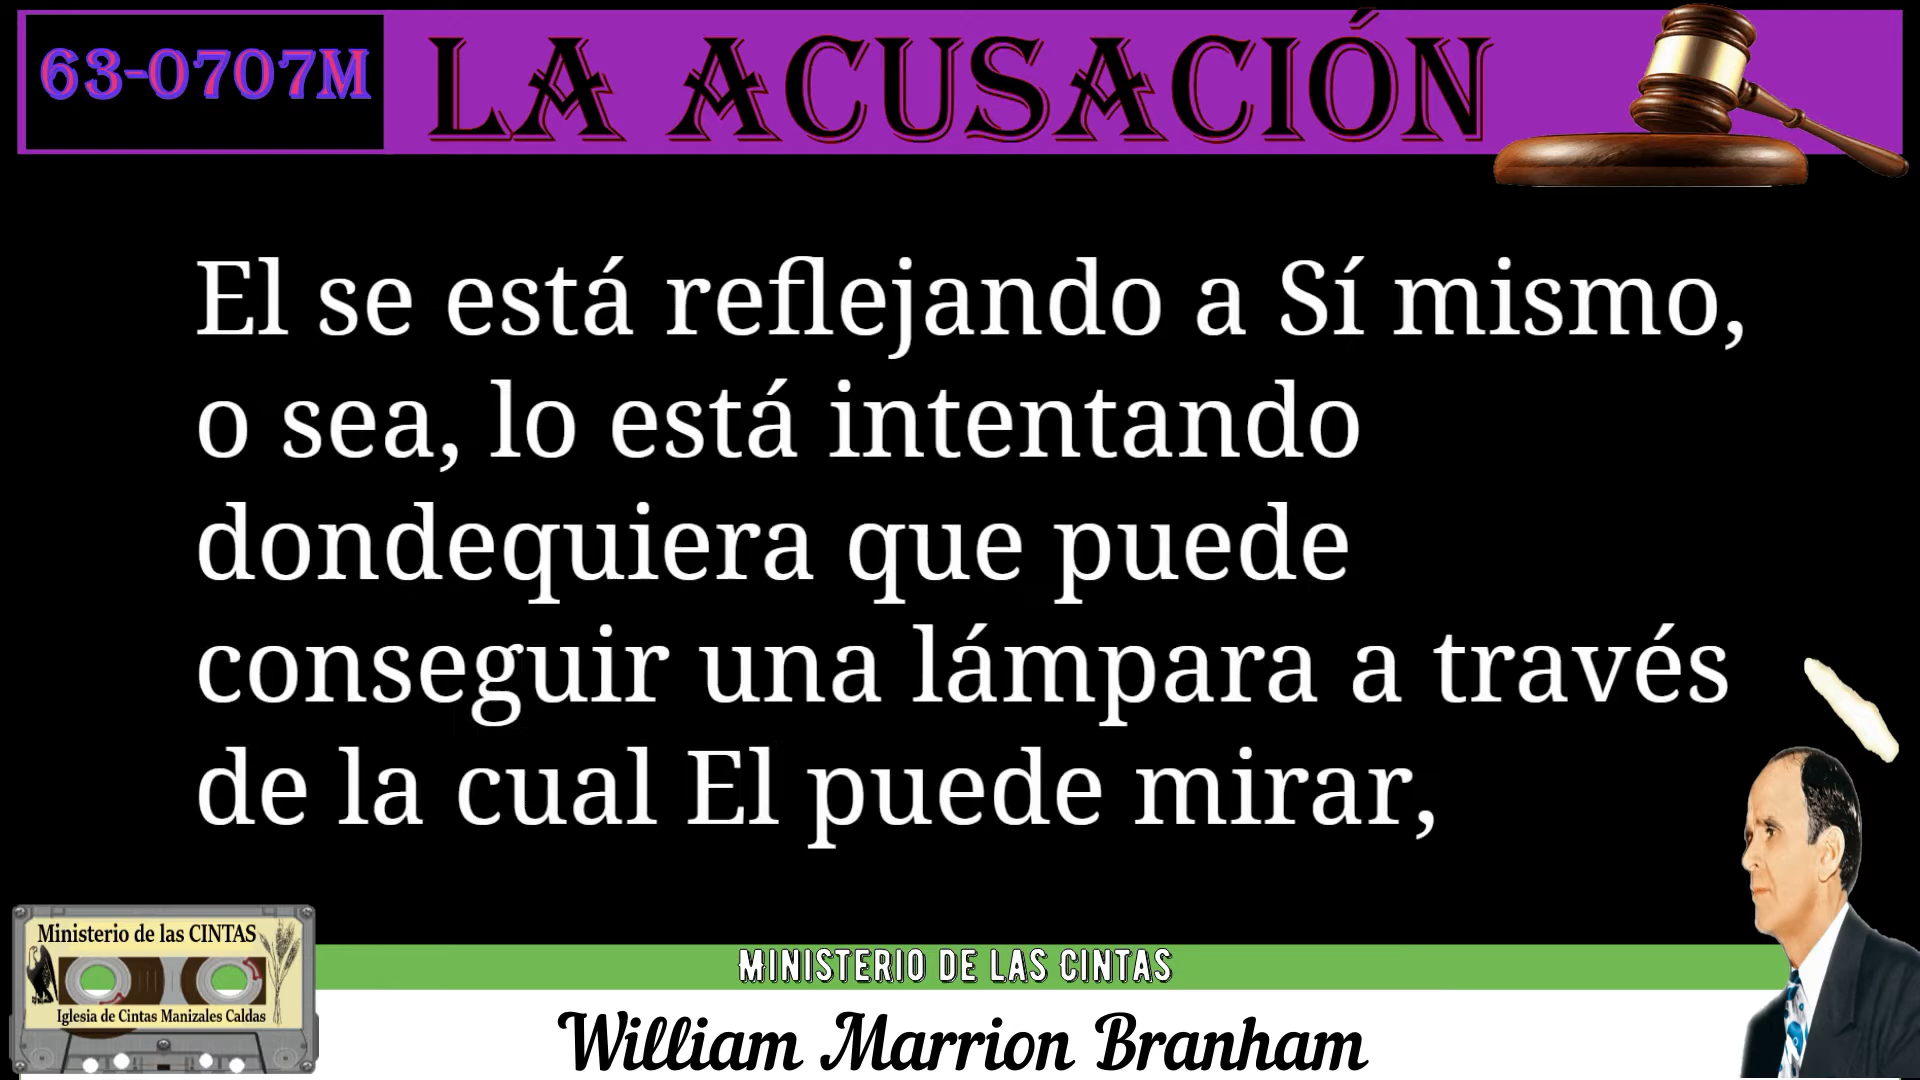 63-0707M
LA ACUSACIÓN
El se está reflejando a Sí mismo,
o sea, lo está intentando
dondequiera que puede
conseguir una lámpara a través
de la cual El puede mirar,
Ministerio de las CINTAS
Iglesia de Cintas Manizales Caldas
MINISTERIO DE LAS CINTAS
William Marrion Branham